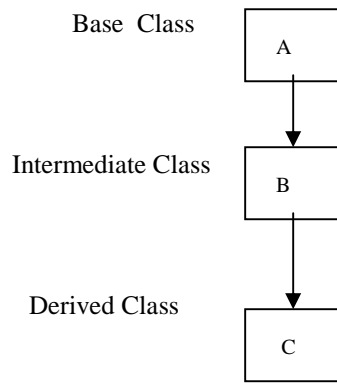 Base Class
A
Intermediate Class
B
Derived Class
C